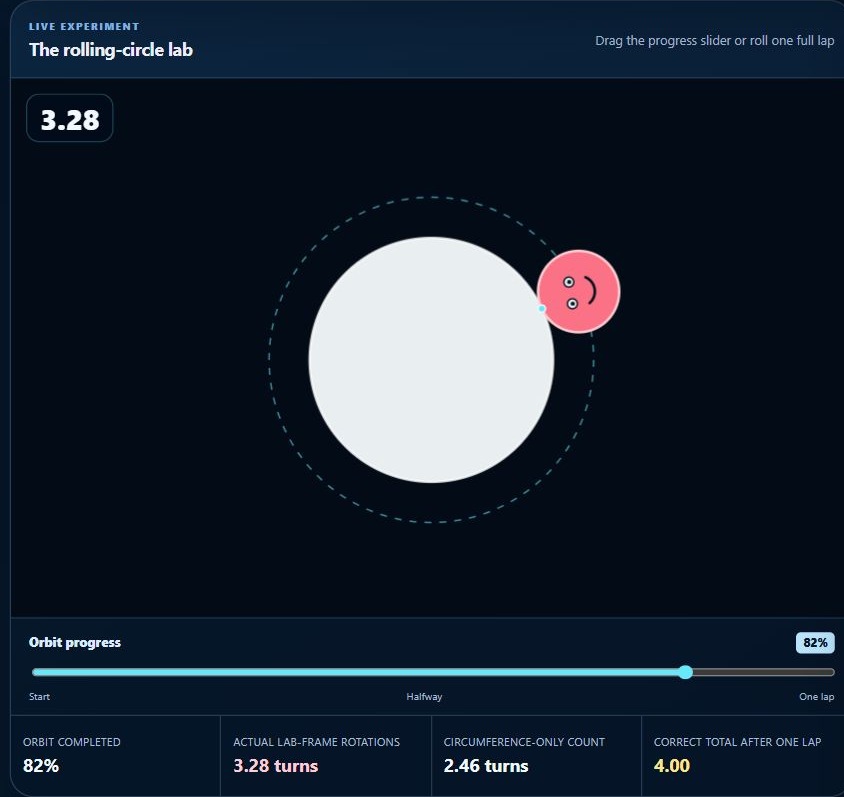 LIVE EXPERIMENT
The rolling-circle lab
Drag the progress slider or roll one full lap
3.28
Orbit progress
82%
Start
Halfway
One lap
ORBIT COMPLETED
82%
ACTUAL LAB-FRAME ROTATIONS
3.28 turns
CIRCUMFERENCE-ONLY COUNT
2.46 turns
CORRECT TOTAL AFTER ONE LAP
4.00